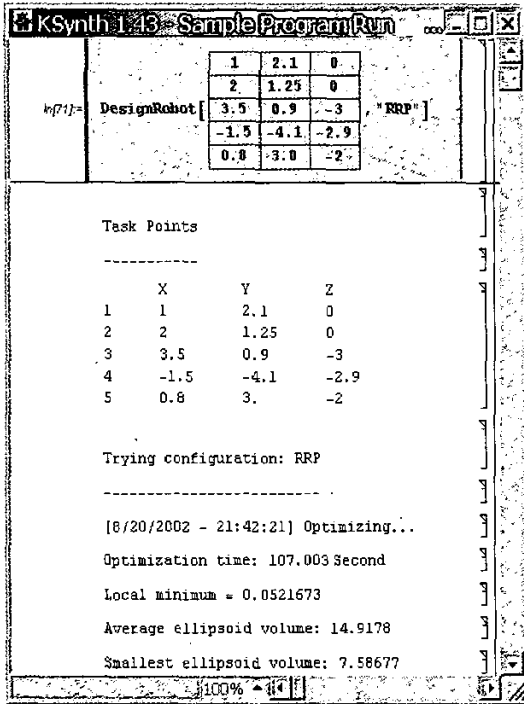 KSynth 1.43 - Sample Program Run
In[71]:= DesignRobot[
1 2.1 0
2 1.25 0
3.5 0.9 -3
-1.5 -4.1 -2.9
0.8 3.0 -2
, "RRP"]
Task Points
-----------
X Y Z
1 1 2.1 0
2 2 1.25 0
3 3.5 0.9 -3
4 -1.5 -4.1 -2.9
5 0.8 3. -2
Trying configuration: RRP
--------------------------
[8/20/2002 - 21:42:21] Optimizing...
Optimization time: 107.003 Second
Local minimum = 0.0521673
Average ellipsoid volume: 14.9178
Smallest ellipsoid volume: 7.58677
100%